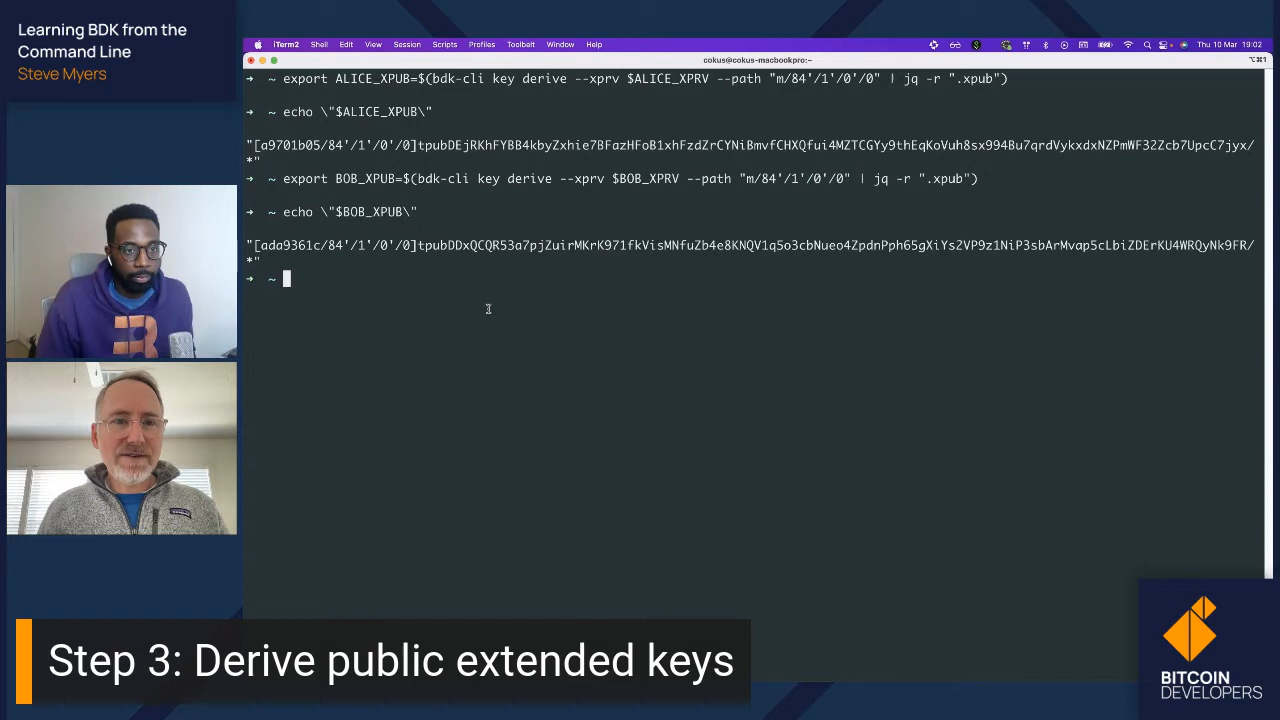 Learning BDK from the
Command Line
Steve Myers
iTerm2 Shell Edit View Session Scripts Profiles Toolbelt Window Help Thu 10 Mar 19:02
cokus@cokus-macbookpro:~ ⌥⌘1
➜ ~ export ALICE_XPUB=$(bdk-cli key derive --xprv $ALICE_XPRV --path "m/84'/1'/0'/0" | jq -r ".xpub")
➜ ~ echo \"$ALICE_XPUB\"
"[a9701b05/84'/1'/0'/0]tpubDEjRKhFYBB4kbyZxhie7BFazHFoB1xhFzdZrCYNiBmvfCHXQfui4MZTCGYy9thEqKoVuh8sx994Bu7qrdVykxdxNZPmWF32Zcb7UpcC7jyx/
*"
➜ ~ export BOB_XPUB=$(bdk-cli key derive --xprv $BOB_XPRV --path "m/84'/1'/0'/0" | jq -r ".xpub")
➜ ~ echo \"$BOB_XPUB\"
"[ada9361c/84'/1'/0'/0]tpubDDxQCQR53a7pjZuirMKrK971fkVisMNfuZb4e8KNQV1q5o3cbNueo4ZpdnPph65gXiYs2VP9z1NiP3sbArMvap5cLbiZDErKU4WRQyNk9FR/
*"
➜ ~
Step 3: Derive public extended keys
BITCOIN
DEVELOPERS